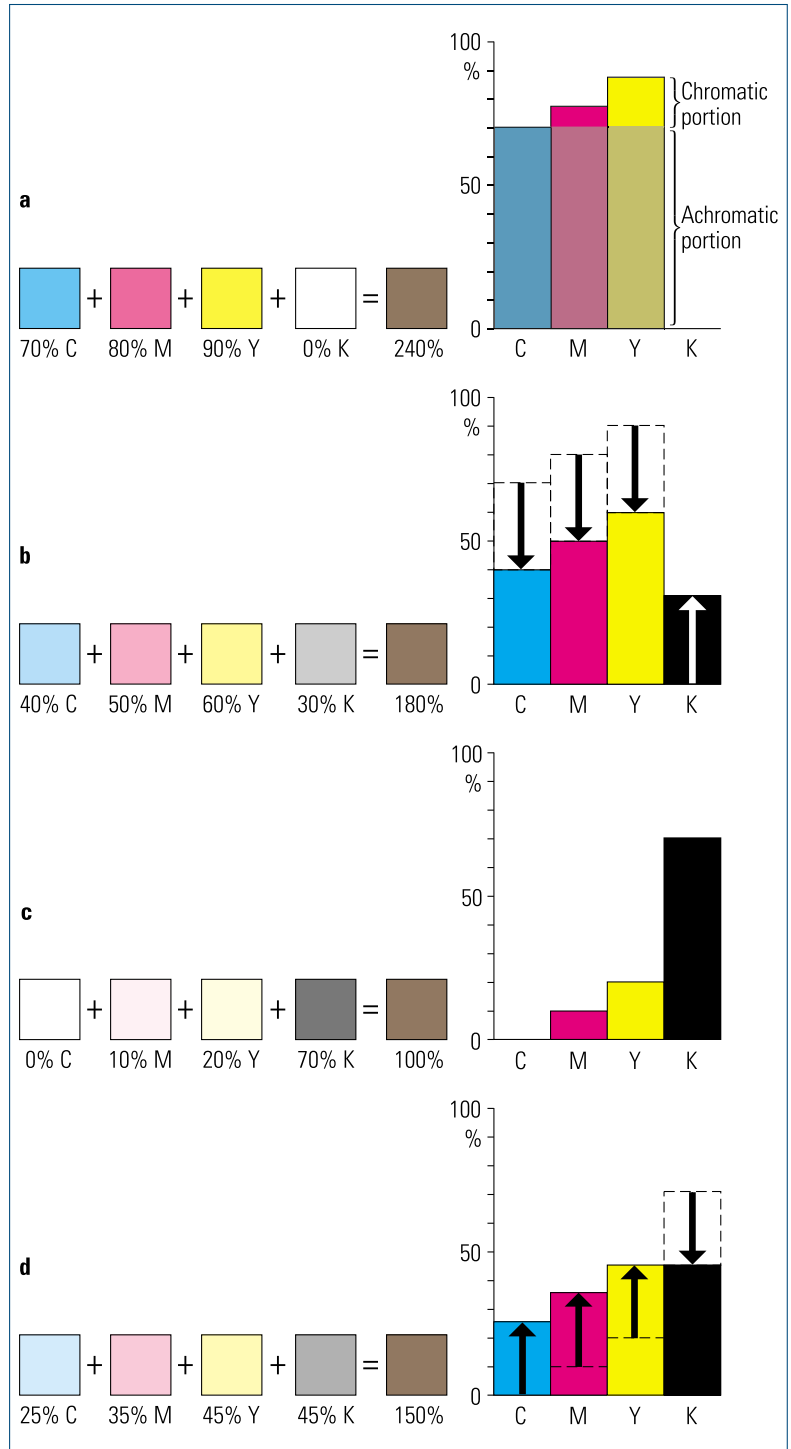 100
%
50
0
Chromatic
portion
Achromatic
portion
C M Y K
a
+ + + =
70% C 80% M 90% Y 0% K 240%
100
%
50
0
C M Y K
b
+ + + =
40% C 50% M 60% Y 30% K 180%
100
%
50
0
C M Y K
c
+ + + =
0% C 10% M 20% Y 70% K 100%
100
%
50
0
C M Y K
d
+ + + =
25% C 35% M 45% Y 45% K 150%